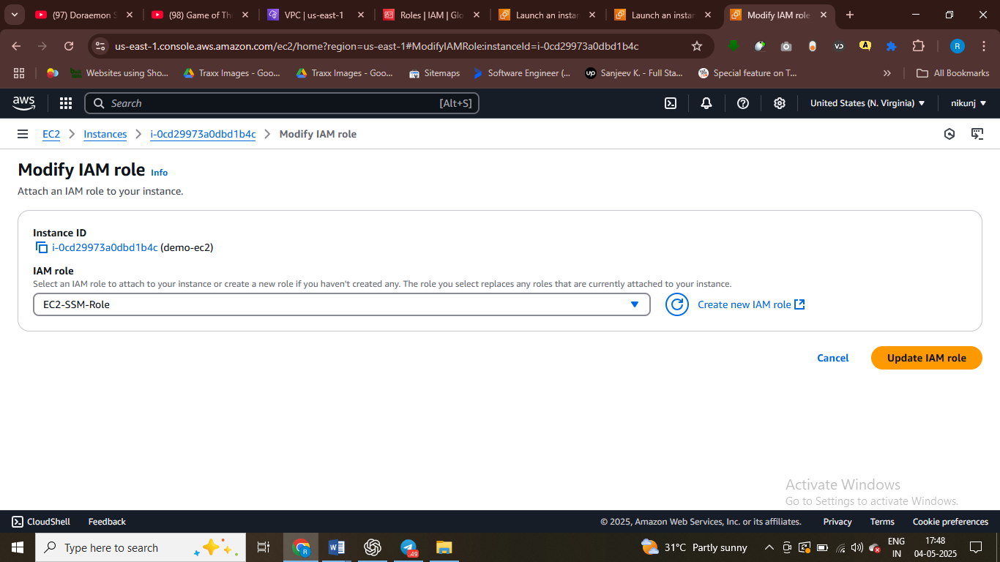 (97) Doraemon S
(98) Game of Th
VPC | us-east-1
Roles | IAM | Glo
Launch an instan
Launch an instan
Modify IAM role
us-east-1.console.aws.amazon.com/ec2/home?region=us-east-1#ModifyIAMRole:instanceId=i-0cd29973a0dbd1b4c
R
Websites using Sho...
Traxx Images - Goo...
Traxx Images - Goo...
Sitemaps
Software Engineer (...
up Sanjeev K. - Full Sta...
Special feature on T...
All Bookmarks
aws
Search
[Alt+S]
United States (N. Virginia)
nikunj
EC2
Instances
i-0cd29973a0dbd1b4c
Modify IAM role
Modify IAM role Info
Attach an IAM role to your instance.
Instance ID
i-0cd29973a0dbd1b4c (demo-ec2)
IAM role
Select an IAM role to attach to your instance or create a new role if you haven't created any. The role you select replaces any roles that are currently attached to your instance.
EC2-SSM-Role
Create new IAM role
Cancel
Update IAM role
Activate Windows
Go to Settings to activate Windows.
CloudShell
Feedback
© 2025, Amazon Web Services, Inc. or its affiliates.
Privacy
Terms
Cookie preferences
Type here to search
R
W
49
31°C Partly sunny
ENG
IN
17:48
04-05-2025